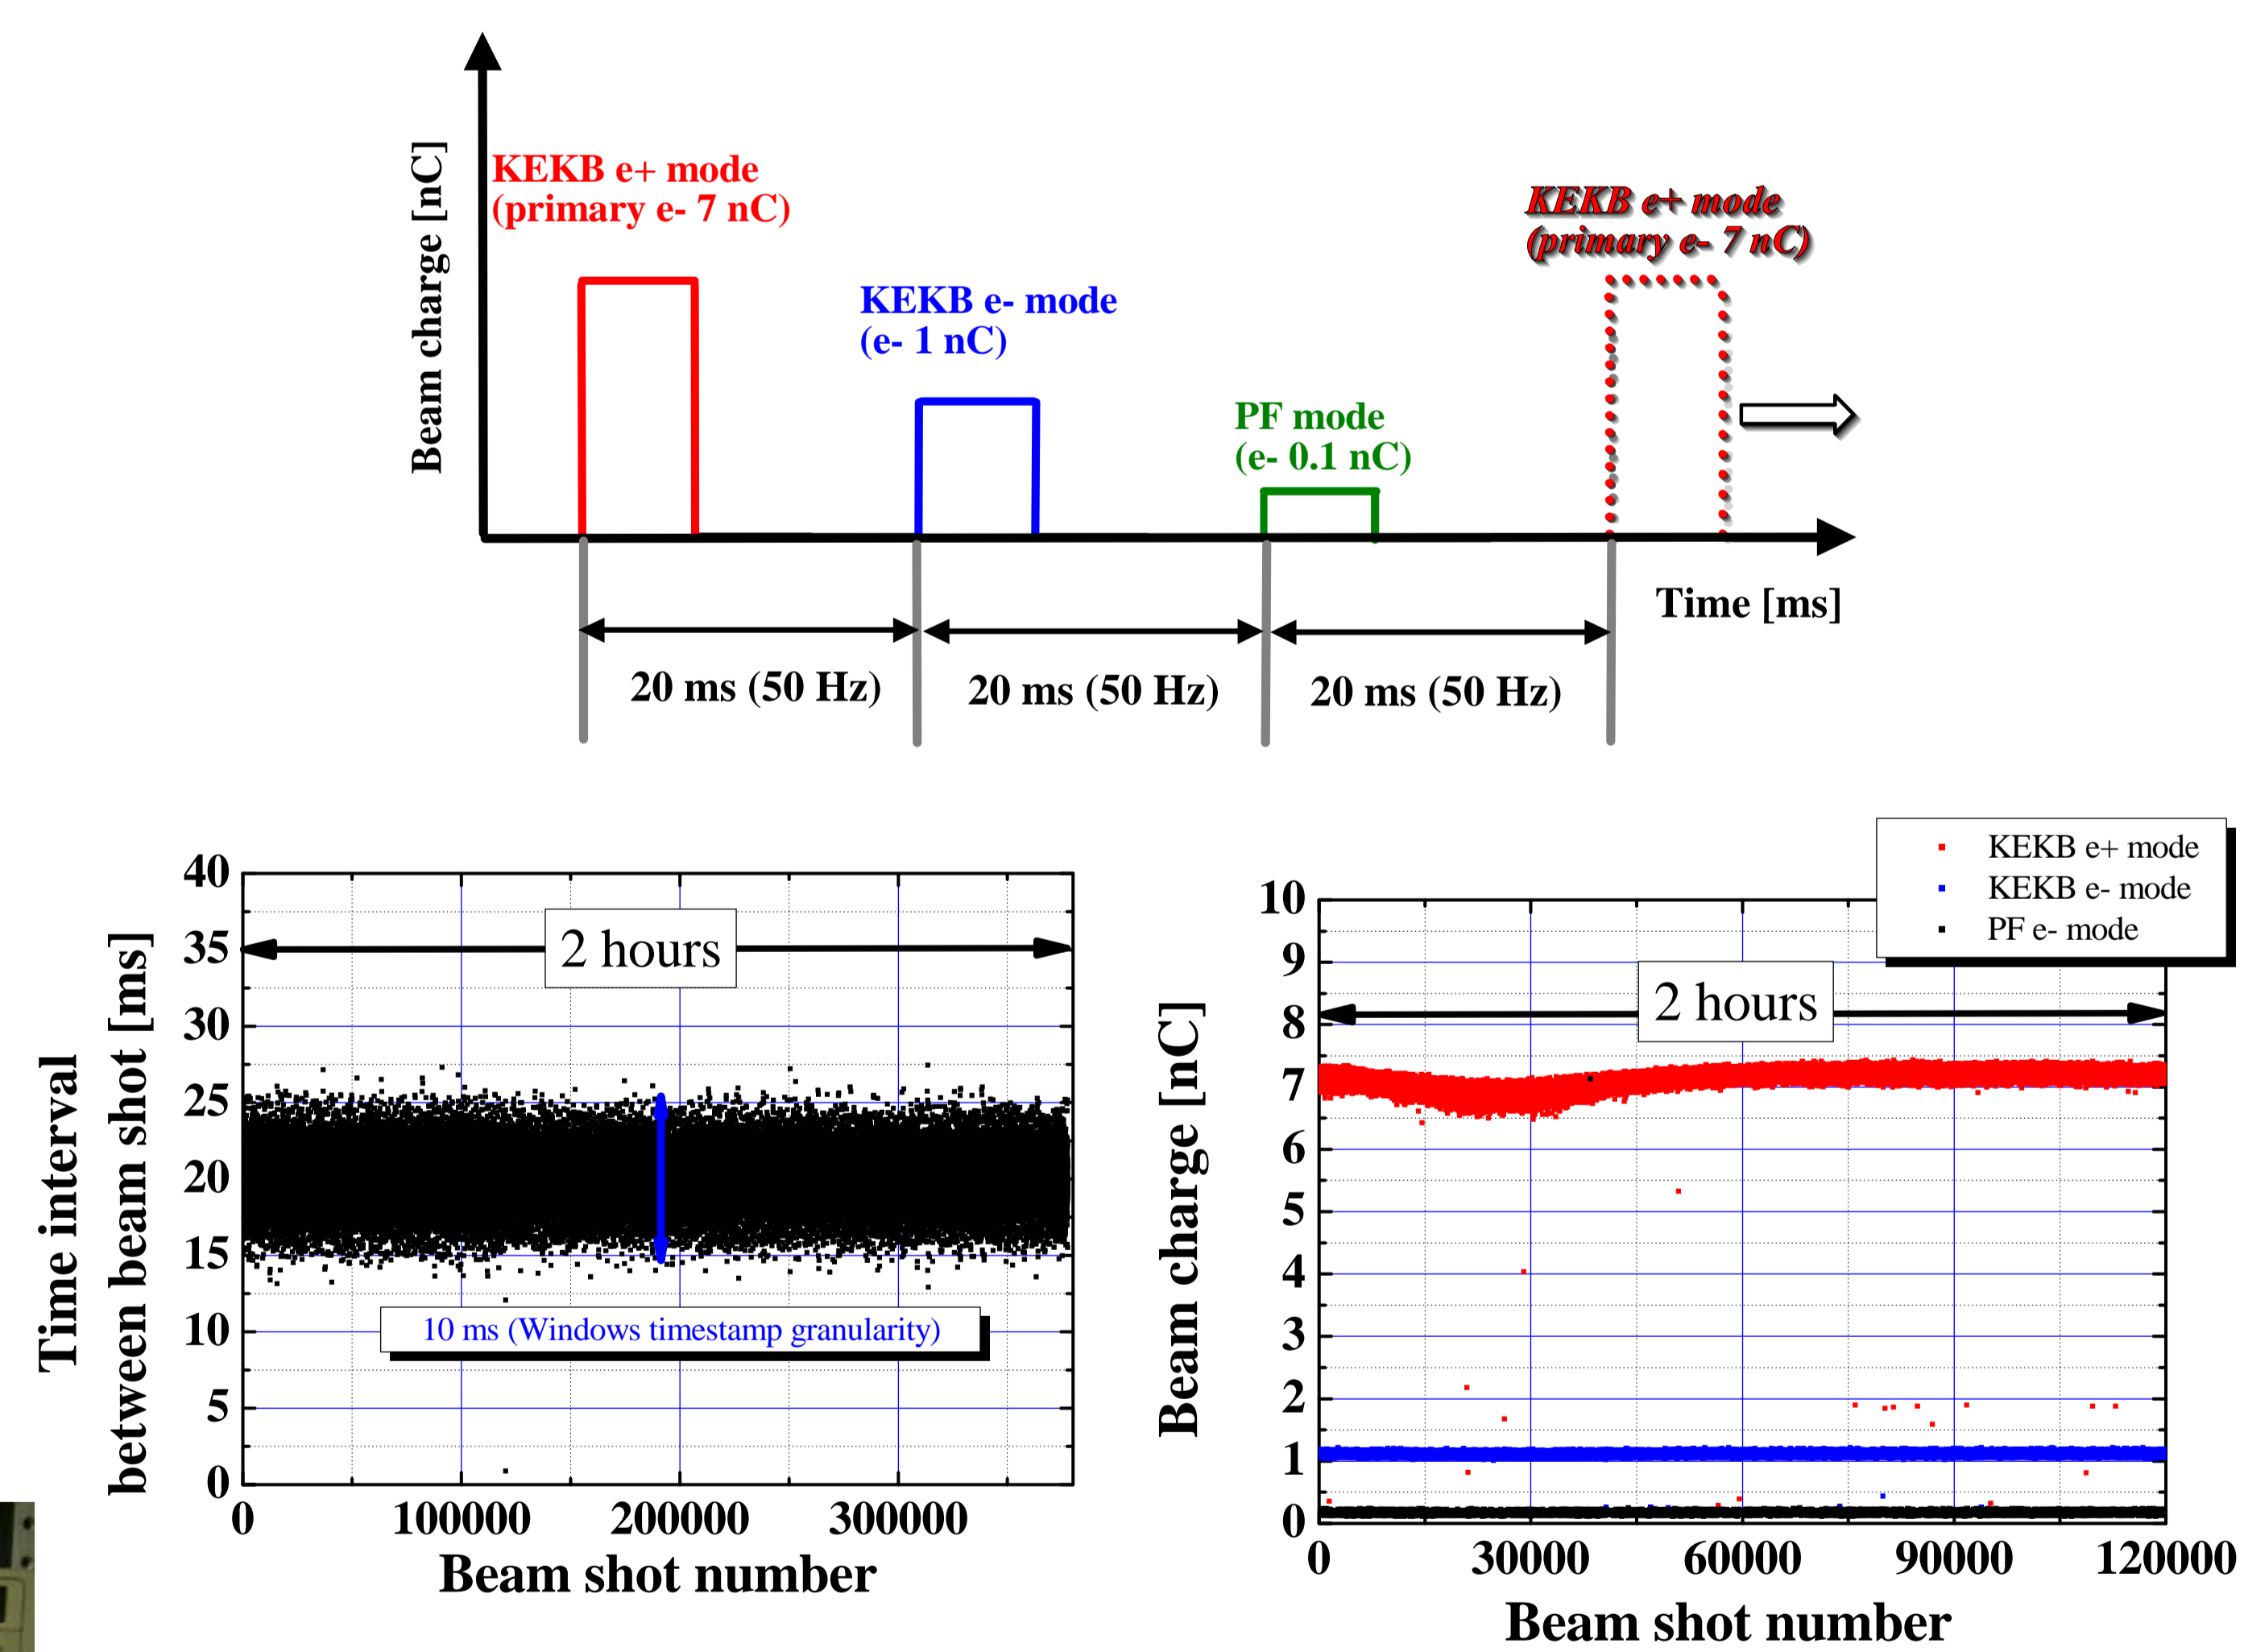 Beam charge [nC]
KEKB e+ mode
(primary e- 7 nC)
KEKB e- mode
(e- 1 nC)
PF mode
(e- 0.1 nC)
KEKB e+ mode
(primary e- 7 nC)
Time [ms]
20 ms (50 Hz)
20 ms (50 Hz)
20 ms (50 Hz)
Time interval
between beam shot [ms]
40
35
30
25
20
15
10
5
0
2 hours
10 ms (Windows timestamp granularity)
0
100000
200000
300000
Beam shot number
KEKB e+ mode
KEKB e- mode
PF e- mode
Beam charge [nC]
10
9
8
7
6
5
4
3
2
1
0
2 hours
0
30000
60000
90000
120000
Beam shot number